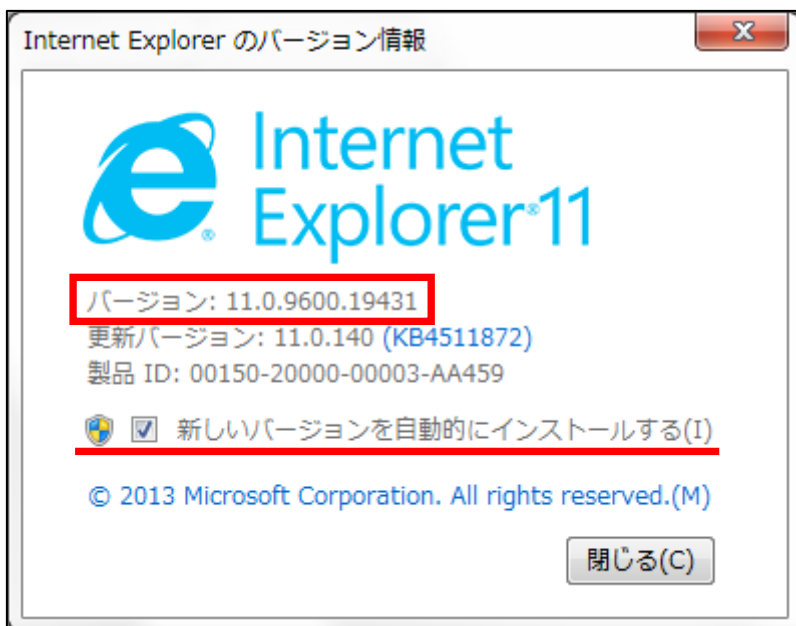 Internet Explorer のバージョン情報
Internet
Explorer®11
バージョン: 11.0.9600.19431
更新バージョン: 11.0.140 (KB4511872)
製品 ID: 00150-20000-00003-AA459
新しいバージョンを自動的にインストールする(I)
© 2013 Microsoft Corporation. All rights reserved.(M)
閉じる(C)